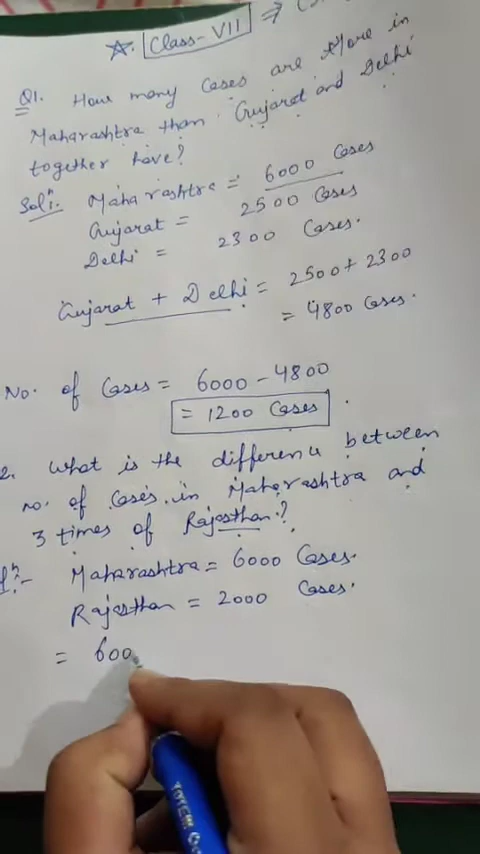 ☆. Class-VII ⇒
Q1. How many Cases are More in
Maharashtra than Gujarat and Delhi
together have?
Solⁿ:. Maharashtra = 6000 Cases
Gujarat = 2500 Cases
Delhi = 2300 Cases.
Gujarat + Delhi = 2500 + 2300
= 4800 Cases.
No. of Cases = 6000 - 4800
= 1200 Cases.
2. What is the difference between
no. of Cases in Maharashtra and
3 times of Rajasthan?
lⁿ:- Maharashtra = 6000 Cases.
Rajasthan = 2000 Cases.
= 600